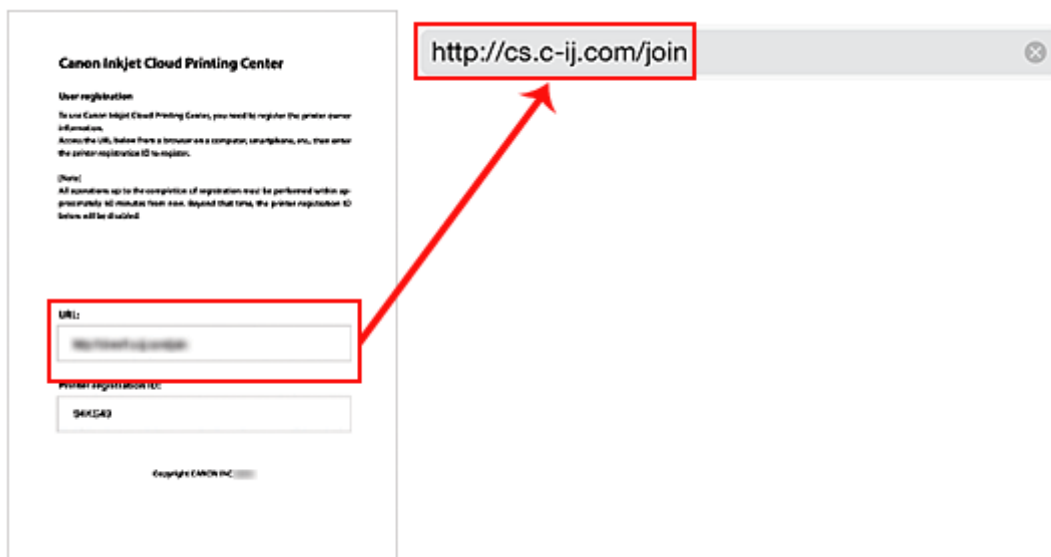 Canon Inkjet Cloud Printing Center
User registration
To use Canon Inkjet Cloud Printing Center, you need to register the printer owner
information.
Access the URL below from a browser on a computer, smartphone, etc., then enter
the printer registration ID to register.
[Note]
All operations up to the completion of registration must be performed within ap-
proximately 60 minutes from now. Beyond that time, the printer registration ID
below will be disabled
URL:
Printer registration ID:
Copyright CANON INC.
http://cs.c-ij.com/join